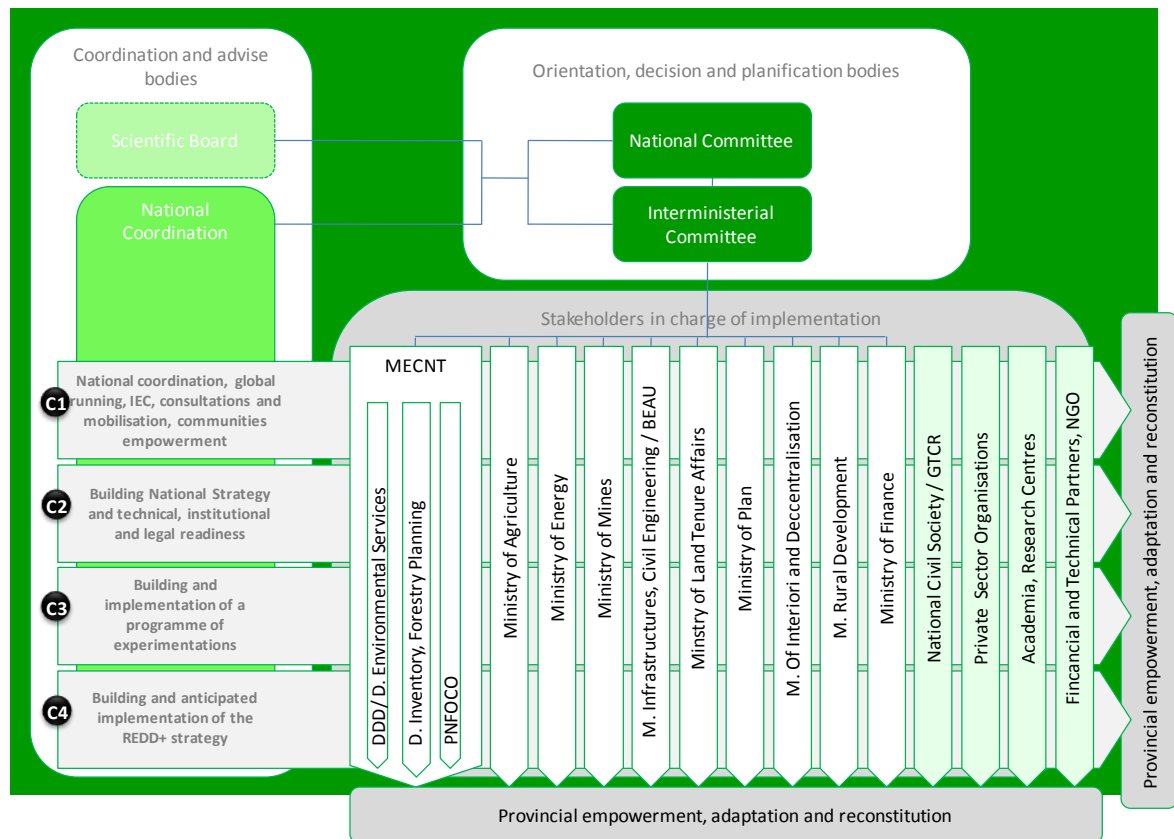 Coordination and advise
bodies
Orientation, decision and planification bodies
Scientific Board
National Committee
National
Coordination
Interministerial
Committee
Stakeholders in charge of implementation
MECNT
C1
National coordination, global
running, IEC, consultations and
mobilisation, communities
empowerment
C2
Building National Strategy
and technical, institutional
and legal readiness
C3
Building and
implementation of a
programme of
experimentations
C4
Building and anticipated
implementation of the
REDD+ strategy
DDD/ D. Environmental Services
D. Inventory, Forestry Planning
PNFOCO
Ministry of Agriculture
Ministry of Energy
Ministry of Mines
M. Infrastructures, Civil Engineering / BEAU
Minstry of Land Tenure Affairs
Ministry of Plan
M. Of Interiori and Deccentralisation
M. Rural Development
Ministry of Finance
National Civil Society / GTCR
Private Sector Organisations
Academia, Research Centres
Fincancial and Technical Partners, NGO
Provincial empowerment, adaptation and reconstitution
Provincial empowerment, adaptation and reconstitution